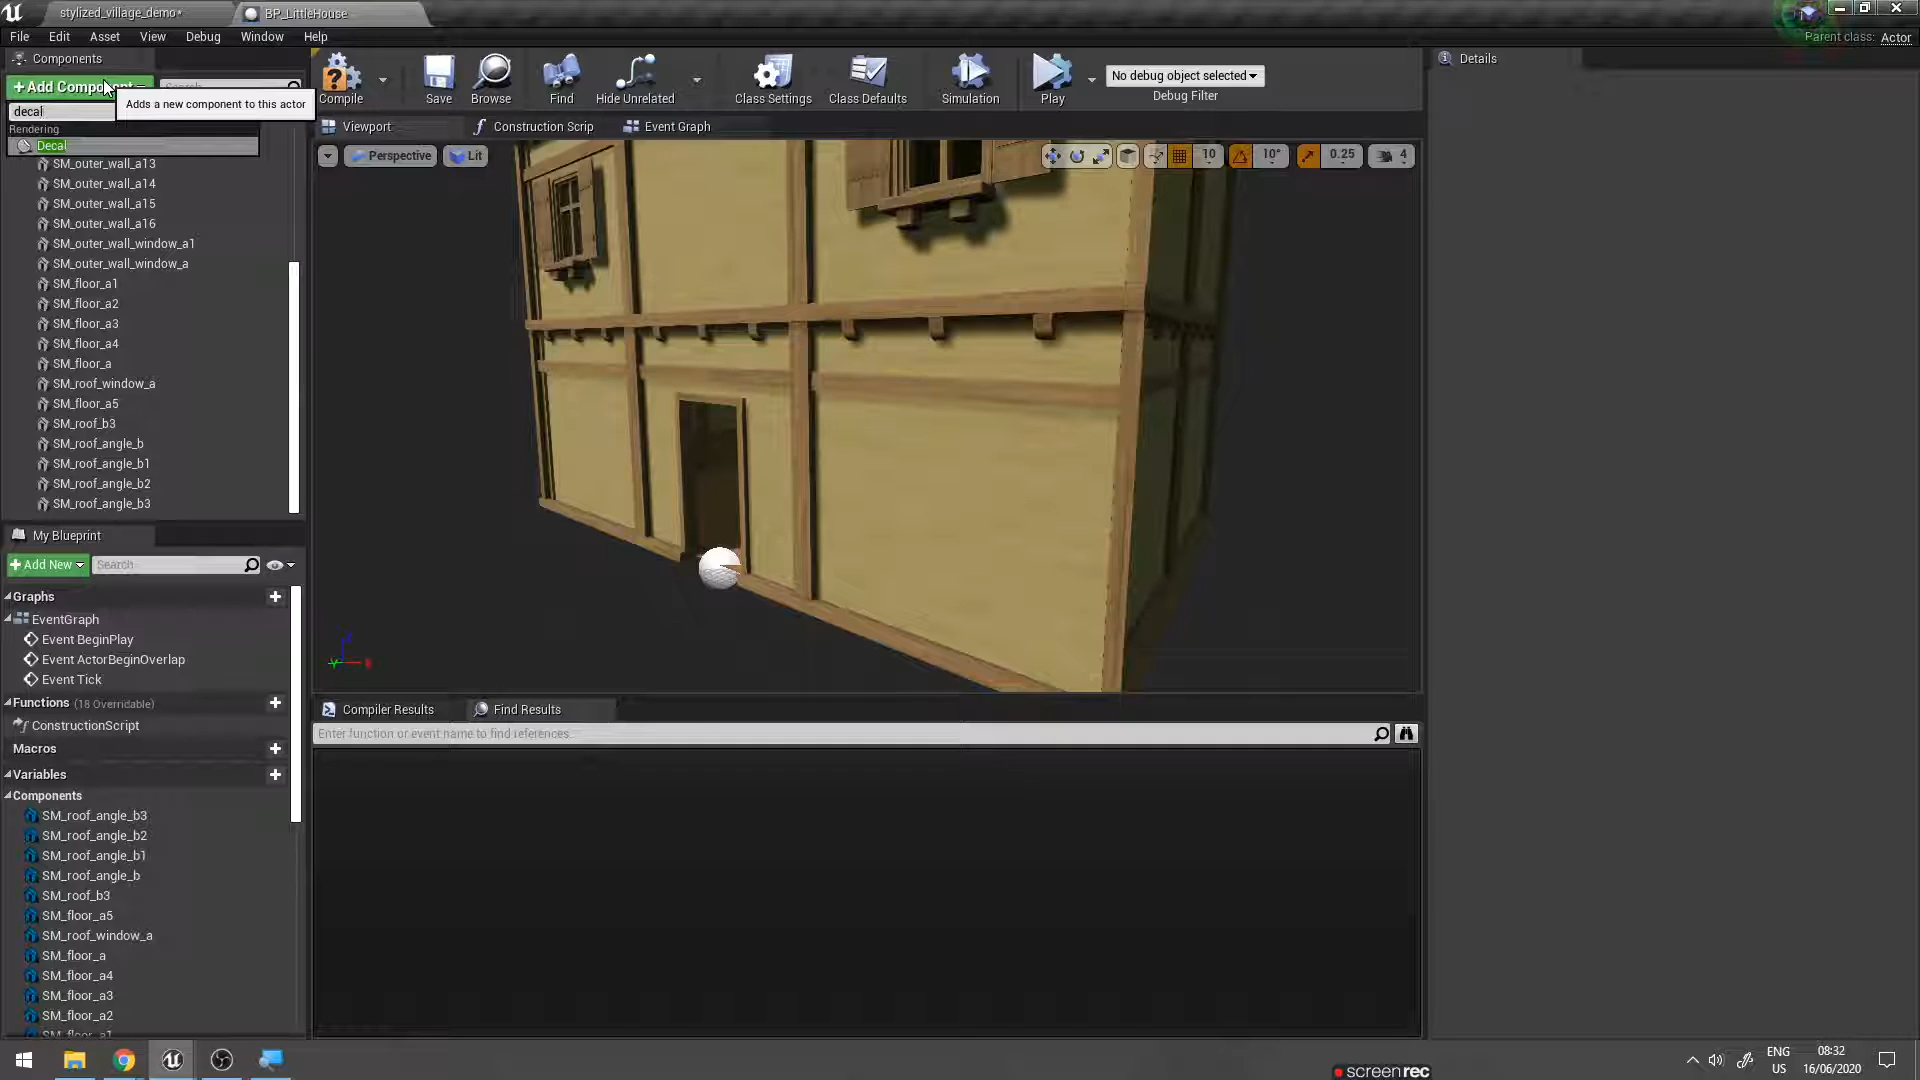 stylized_village_demo*
BP_LittleHouse
File Edit Asset View Debug Window Help
Parent class: Actor
Components
+Add Compo
Search
Adds a new component to this actor
decal
Rendering
Decal
SM_outer_wall_a13
SM_outer_wall_a14
SM_outer_wall_a15
SM_outer_wall_a16
SM_outer_wall_window_a1
SM_outer_wall_window_a
SM_floor_a1
SM_floor_a2
SM_floor_a3
SM_floor_a4
SM_floor_a
SM_roof_window_a
SM_floor_a5
SM_roof_b3
SM_roof_angle_b
SM_roof_angle_b1
SM_roof_angle_b2
SM_roof_angle_b3
Compile
Save
Browse
Find
Hide Unrelated
Class Settings
Class Defaults
Simulation
Play
No debug object selected
Debug Filter
Viewport
Construction Scrip
Event Graph
Perspective
Lit
10
10°
0.25
4
Details
My Blueprint
+Add New
Search
Graphs
EventGraph
Event BeginPlay
Event ActorBeginOverlap
Event Tick
Functions (18 Overridable)
ConstructionScript
Macros
Variables
Components
SM_roof_angle_b3
SM_roof_angle_b2
SM_roof_angle_b1
SM_roof_angle_b
SM_roof_b3
SM_floor_a5
SM_roof_window_a
SM_floor_a
SM_floor_a4
SM_floor_a3
SM_floor_a2
SM_floor_a1
Compiler Results
Find Results
Enter function or event name to find references...
screenrec
ENG
US
08:32
16/06/2020